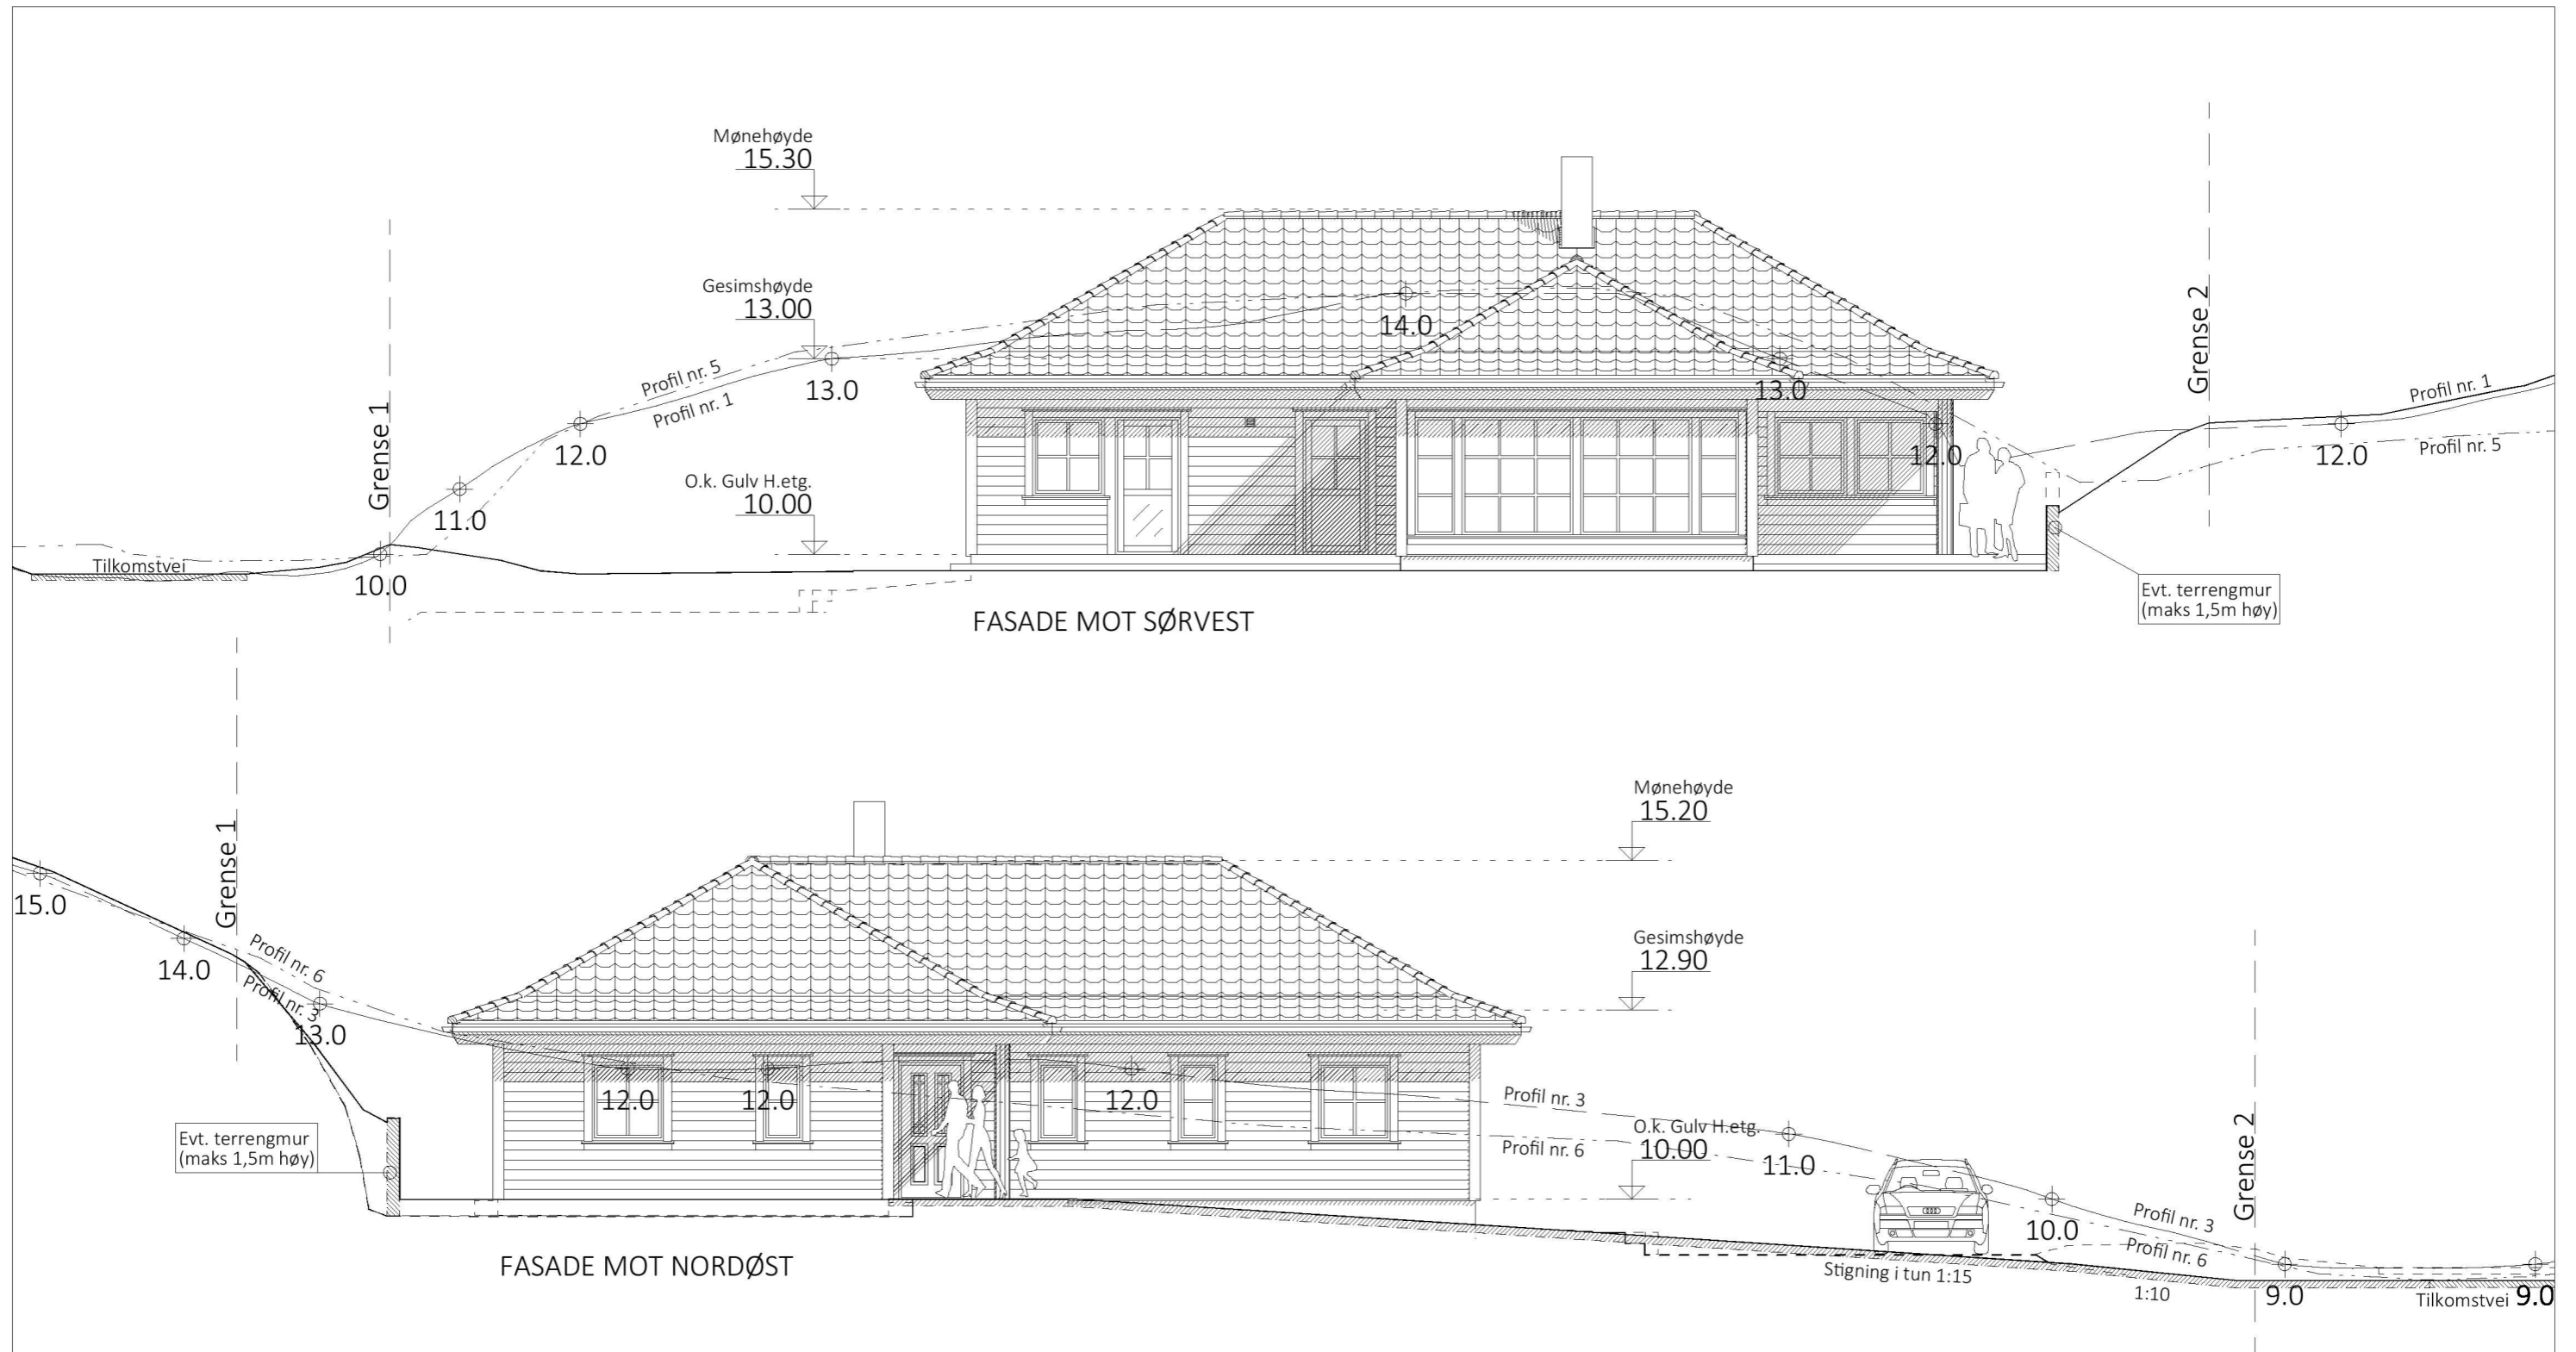 Mønehøyde
15.30
Gesimshøyde
13.00
O.k. Gulv H.etg.
10.00
Grense 1
Grense 2
Profil nr. 5
Profil nr. 1
10.0
11.0
12.0
13.0
14.0
13.0
12.0
12.0
Profil nr. 1
Profil nr. 5
Tilkomstvei
Evt. terrengmur
(maks 1,5m høy)
FASADE MOT SØRVEST
Mønehøyde
15.20
Gesimshøyde
12.90
O.k. Gulv H.etg.
10.00
Grense 1
Grense 2
15.0
14.0
13.0
Profil nr. 6
Profil nr. 3
12.0
12.0
12.0
Profil nr. 3
Profil nr. 6
11.0
10.0
Profil nr. 3
Profil nr. 6
Evt. terrengmur
(maks 1,5m høy)
Stigning i tun 1:15
1:10
9.0
Tilkomstvei 9.0
FASADE MOT NORDØST